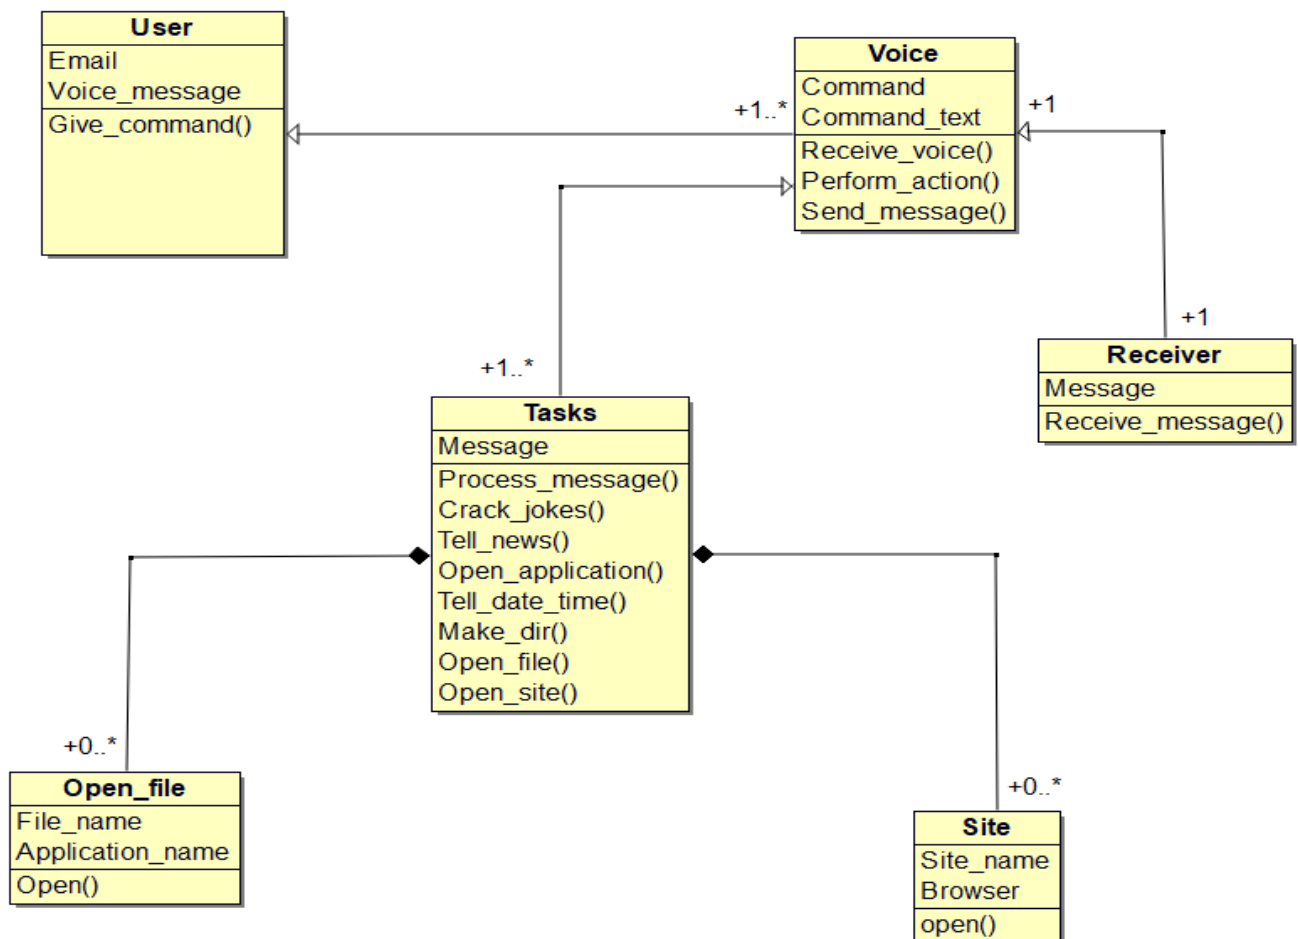 User
Email
Voice_message
Give_command()
Voice
Command
Command_text
Receive_voice()
Perform_action()
Send_message()
+1..*
+1
+1
Receiver
Message
Receive_message()
+1..*
Tasks
Message
Process_message()
Crack_jokes()
Tell_news()
Open_application()
Tell_date_time()
Make_dir()
Open_file()
Open_site()
+0..*
Open_file
File_name
Application_name
Open()
+0..*
Site
Site_name
Browser
open()